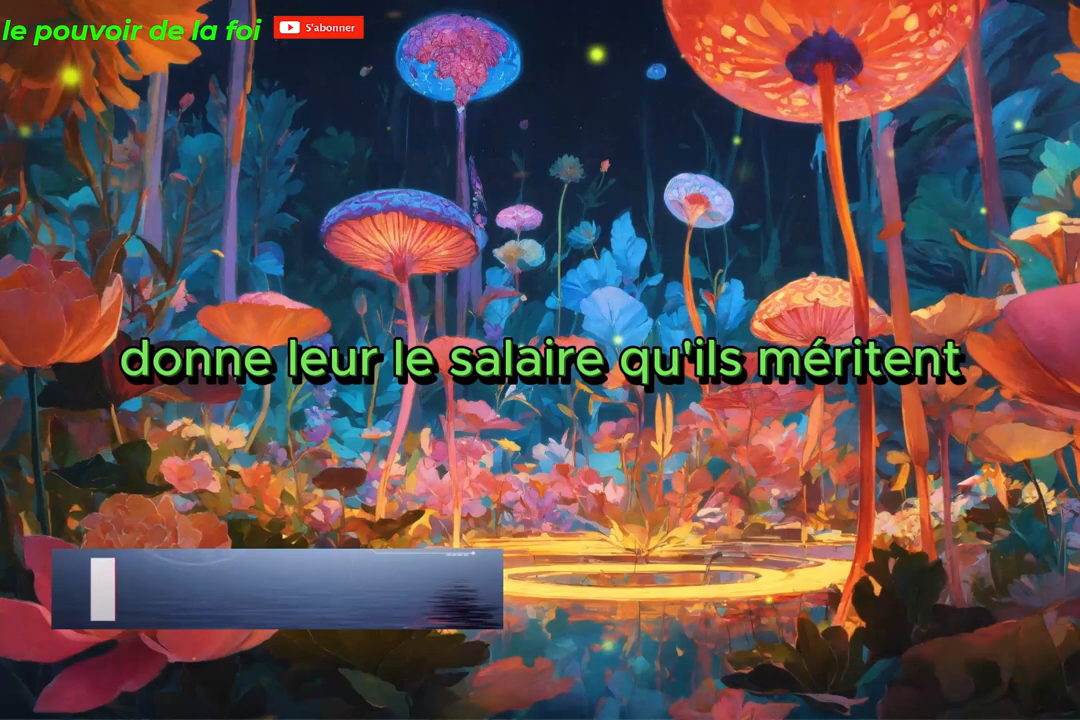 le pouvoir de la foi
S'abonner
donne leur le salaire qu'ils méritent